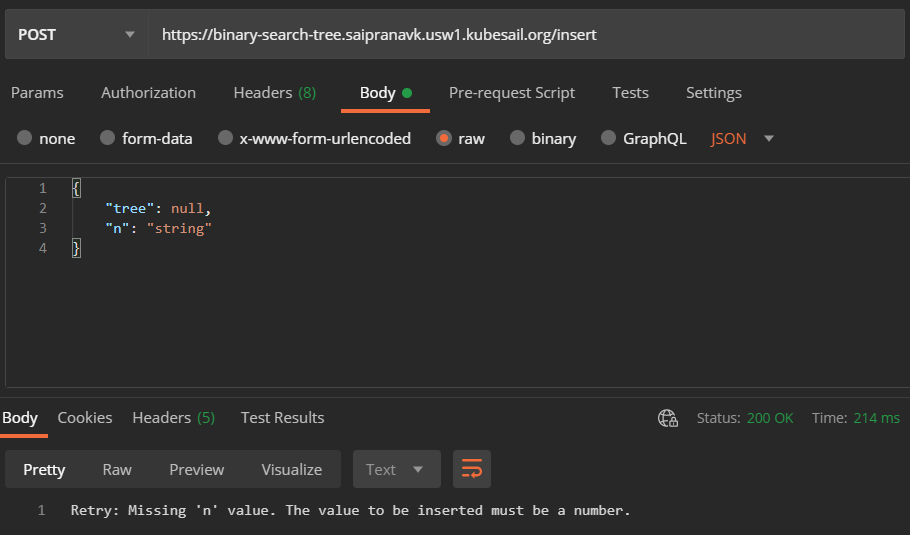 POST https://binary-search-tree.saipranavk.usw1.kubesail.org/insert
Params Authorization Headers (8) Body Pre-request Script Tests Settings
none form-data x-www-form-urlencoded raw binary GraphQL JSON
1 {
2 "tree": null,
3 "n": "string"
4 }
Body Cookies Headers (5) Test Results Status: 200 OK Time: 214 ms
Pretty Raw Preview Visualize Text
1 Retry: Missing 'n' value. The value to be inserted must be a number.